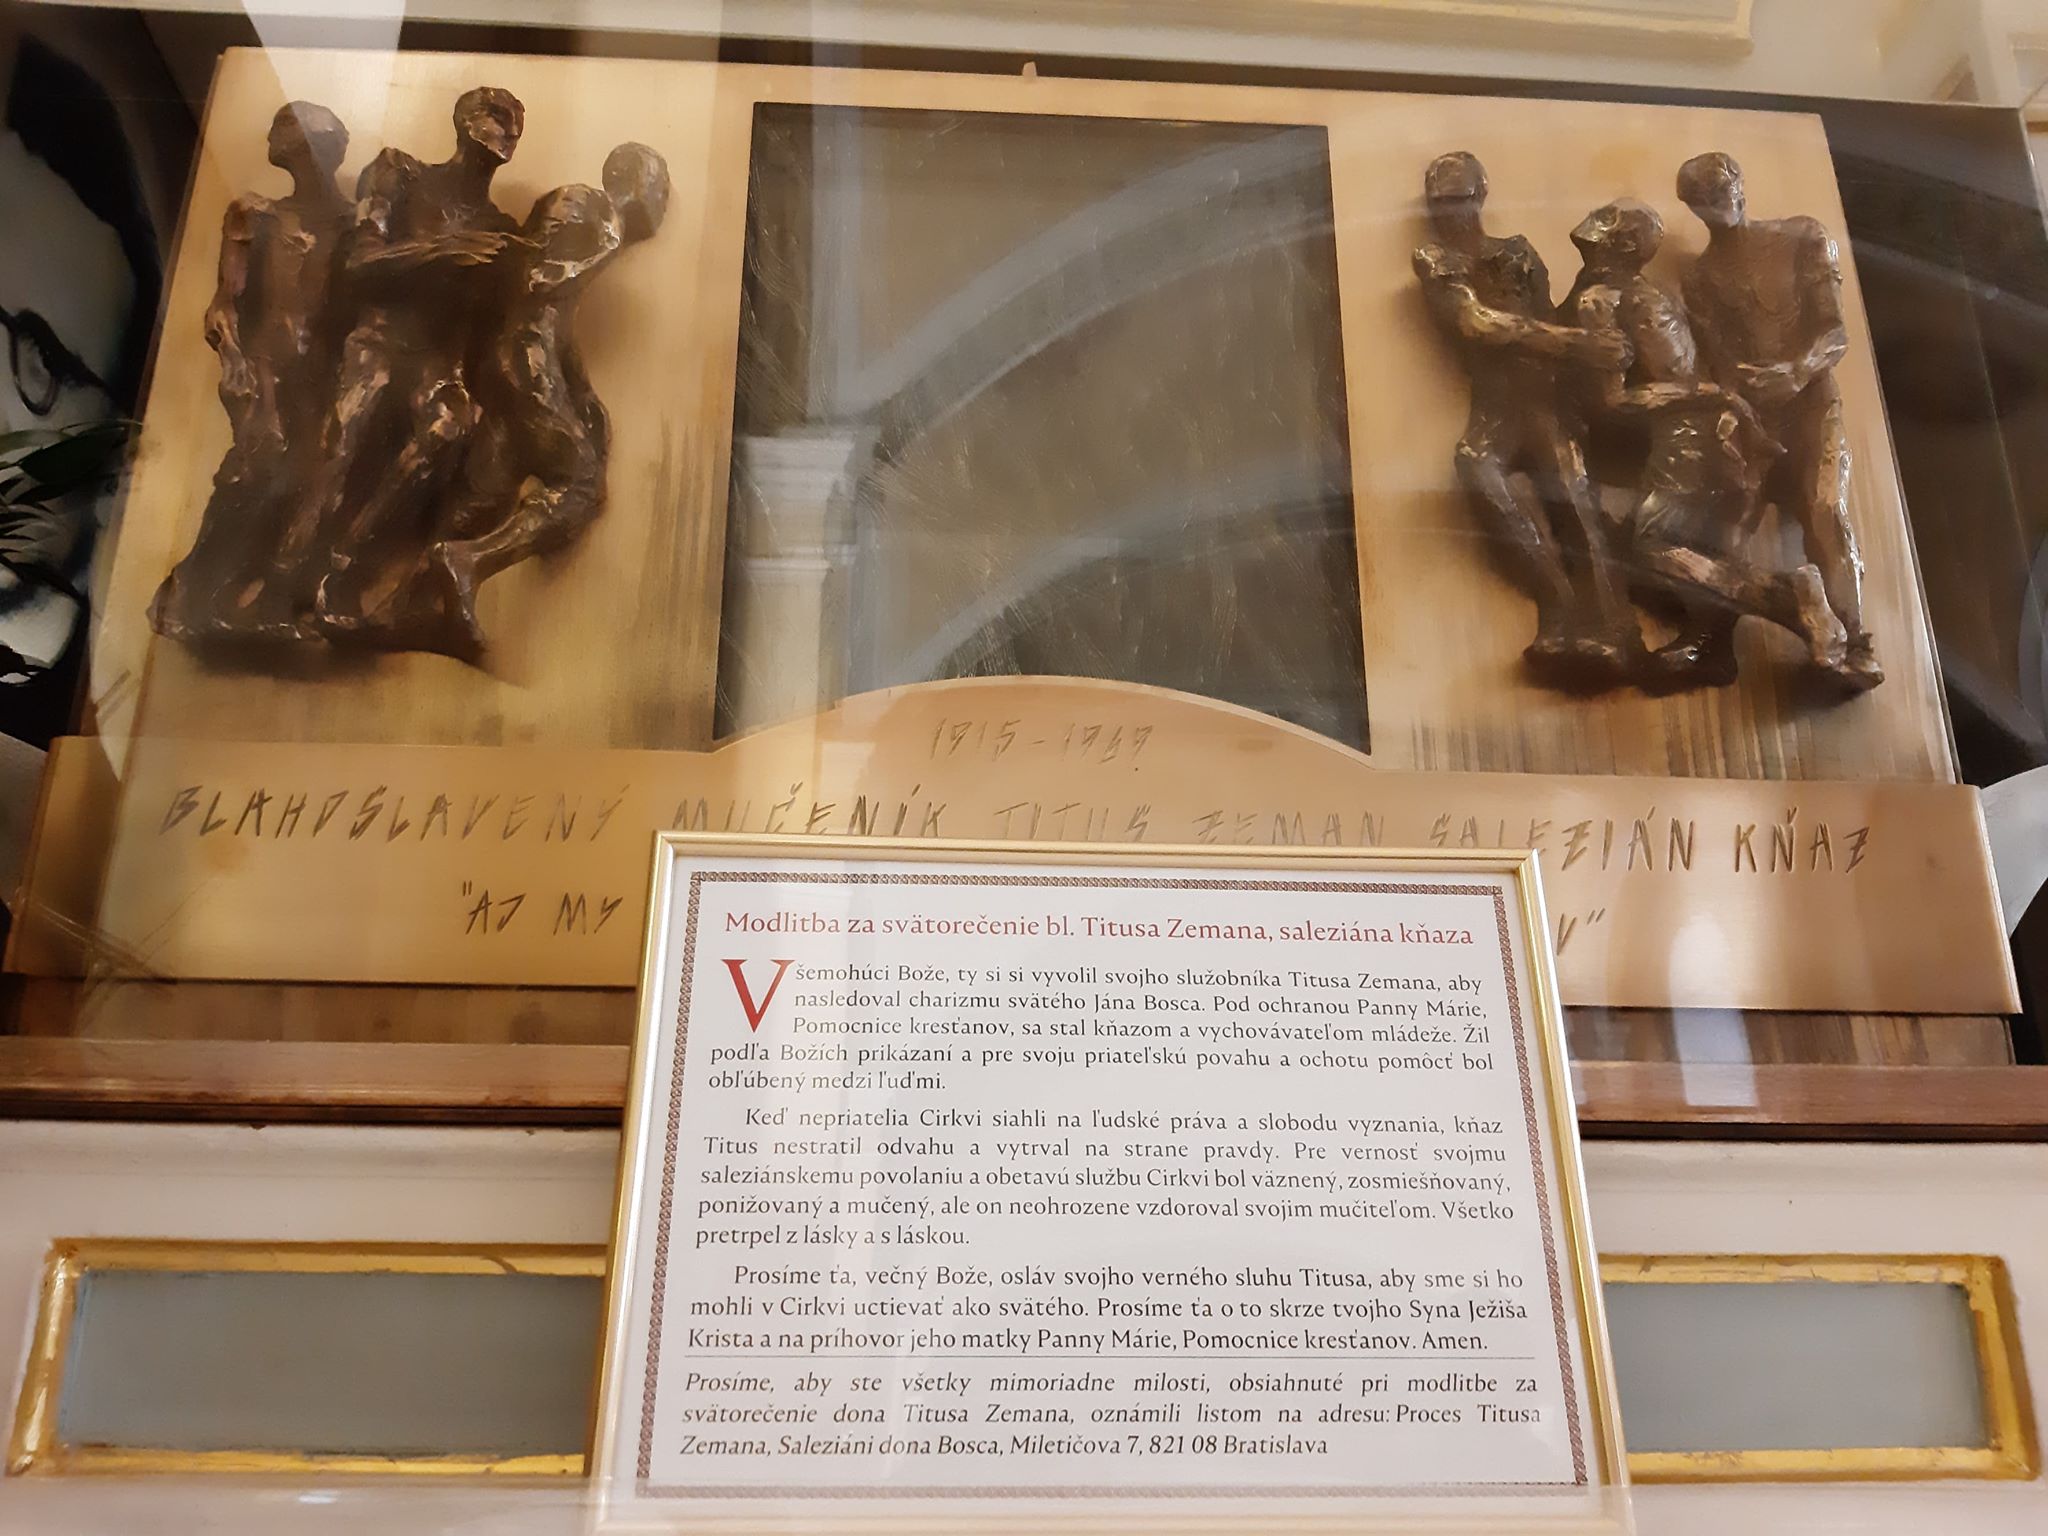 1915-1969
BLAHOSLAVENÝ MUČENÍK TITUS ZEMAN SALEZIÁN KŇAZ
"AJ MY
Modlitba za svätorečenie bl. Titusa Zemana, saleziána kňaza
Všemohúci Bože, ty si si vyvolil svojho služobníka Titusa Zemana, aby
nasledoval charizmu svätého Jána Bosca. Pod ochranou Panny Márie,
Pomocnice kresťanov, sa stal kňazom a vychovávateľom mládeže. Žil
podľa Božích prikázaní a pre svoju priateľskú povahu a ochotu pomôcť bol
obľúbený medzi ľuďmi.
Keď nepriatelia Cirkvi siahli na ľudské práva a slobodu vyznania, kňaz
Titus nestratil odvahu a vytrval na strane pravdy. Pre vernosť svojmu
saleziánskemu povolaniu a obetavú službu Cirkvi bol väznený, zosmiešňovaný,
ponižovaný a mučený, ale on neohrozene vzdoroval svojim mučiteľom. Všetko
pretrpel z lásky a s láskou.
Prosíme ťa, večný Bože, osláv svojho verného sluhu Titusa, aby sme si ho
mohli v Cirkvi uctievať ako svätého. Prosíme ťa o to skrze tvojho Syna Ježiša
Krista a na príhovor jeho matky Panny Márie, Pomocnice kresťanov. Amen.
Prosíme, aby ste všetky mimoriadne milosti, obsiahnuté pri modlitbe za
svätorečenie dona Titusa Zemana, oznámili listom na adresu: Proces Titusa
Zemana, Saleziáni dona Bosca, Miletičova 7, 821 08 Bratislava